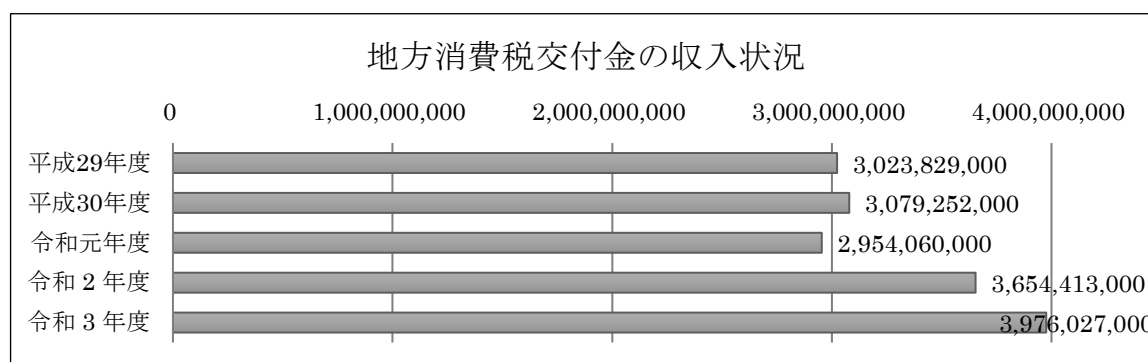 地方消費税交付金の収入状況
0 1,000,000,000 2,000,000,000 3,000,000,000 4,000,000,000
平成29年度 3,023,829,000
平成30年度 3,079,252,000
令和元年度 2,954,060,000
令和2年度 3,654,413,000
令和3年度 3,976,027,000